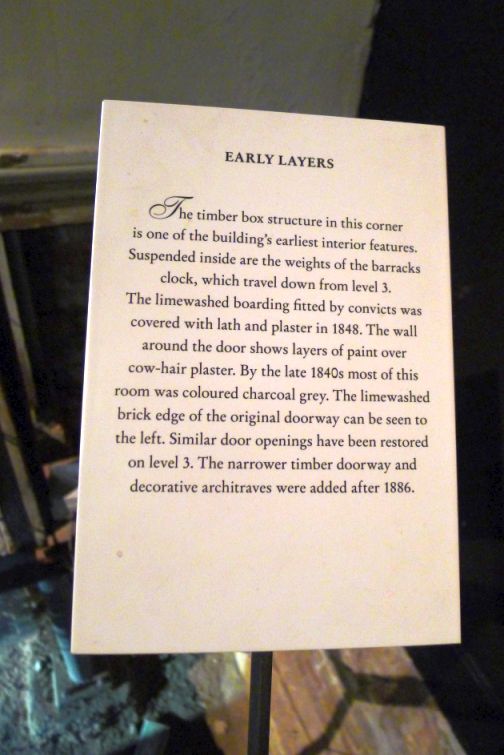 EARLY LAYERS
The timber box structure in this corner
is one of the building's earliest interior features.
Suspended inside are the weights of the barracks
clock, which travel down from level 3.
The limewashed boarding fitted by convicts was
covered with lath and plaster in 1848. The wall
around the door shows layers of paint over
cow-hair plaster. By the late 1840s most of this
room was coloured charcoal grey. The limewashed
brick edge of the original doorway can be seen to
the left. Similar door openings have been restored
on level 3. The narrower timber doorway and
decorative architraves were added after 1886.